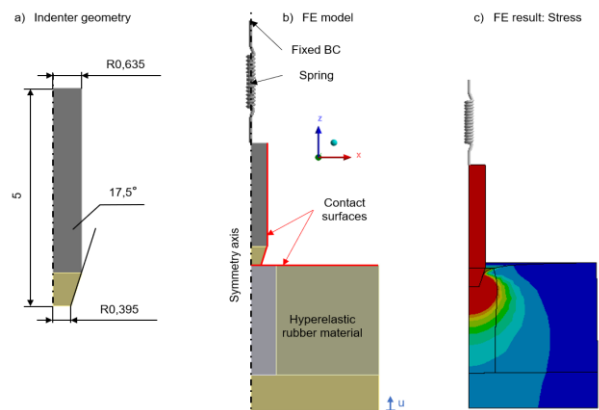 a) Indenter geometry
b) FE model
c) FE result: Stress
Fixed BC
Spring
R0,635
z
x
5
17,5°
Contact
surfaces
Symmetry axis
R0,395
Hyperelastic
rubber material
u